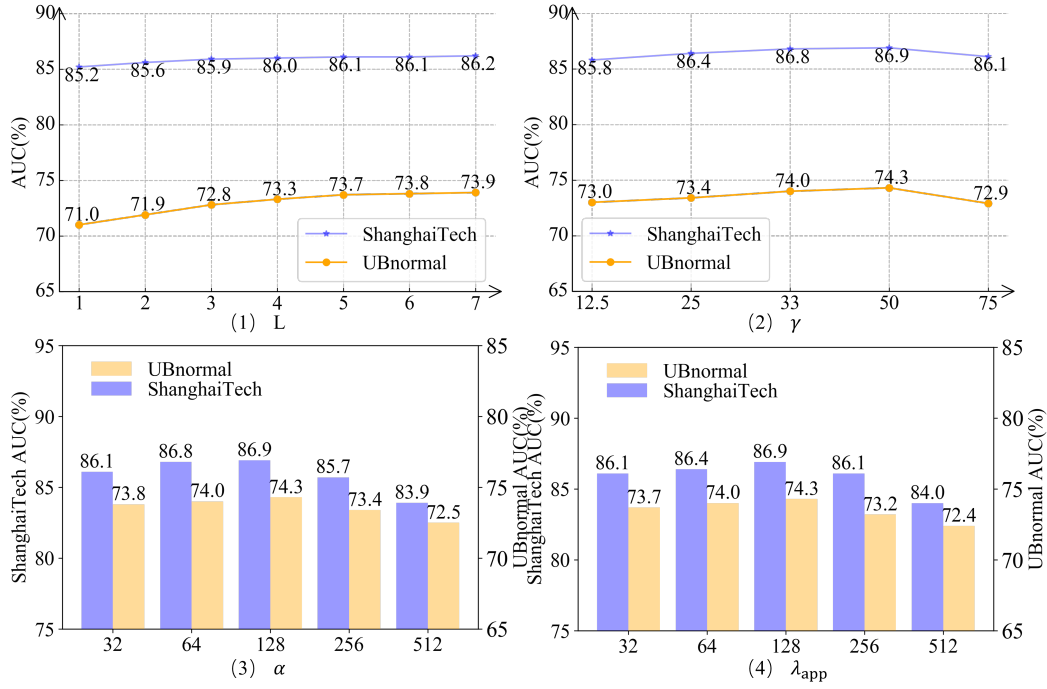 90
85
80
75
70
65
AUC(%)
85.2 85.6 85.9 86.0 86.1 86.1 86.2
71.0 71.9 72.8 73.3 73.7 73.8 73.9
ShanghaiTech
UBnormal
1 2 3 4 5 6 7
(1) L
90
85
80
75
70
65
AUC(%)
85.8 86.4 86.8 86.9 86.1
73.0 73.4 74.0 74.3 72.9
ShanghaiTech
UBnormal
12.5 25 33 50 75
(2) γ
95
90
85
80
75
ShanghaiTech AUC(%)
UBnormal
ShanghaiTech
86.1 73.8 86.8 74.0 86.9 74.3 85.7 73.4 83.9 72.5
85
80
75
70
65
UBnormal AUC(%)
32 64 128 256 512
(3) α
95
90
85
80
75
ShanghaiTech AUC(%)
UBnormal
ShanghaiTech
86.1 73.7 86.4 74.0 86.9 74.3 86.1 73.2 84.0 72.4
85
80
75
70
65
UBnormal AUC(%)
32 64 128 256 512
(4) λapp